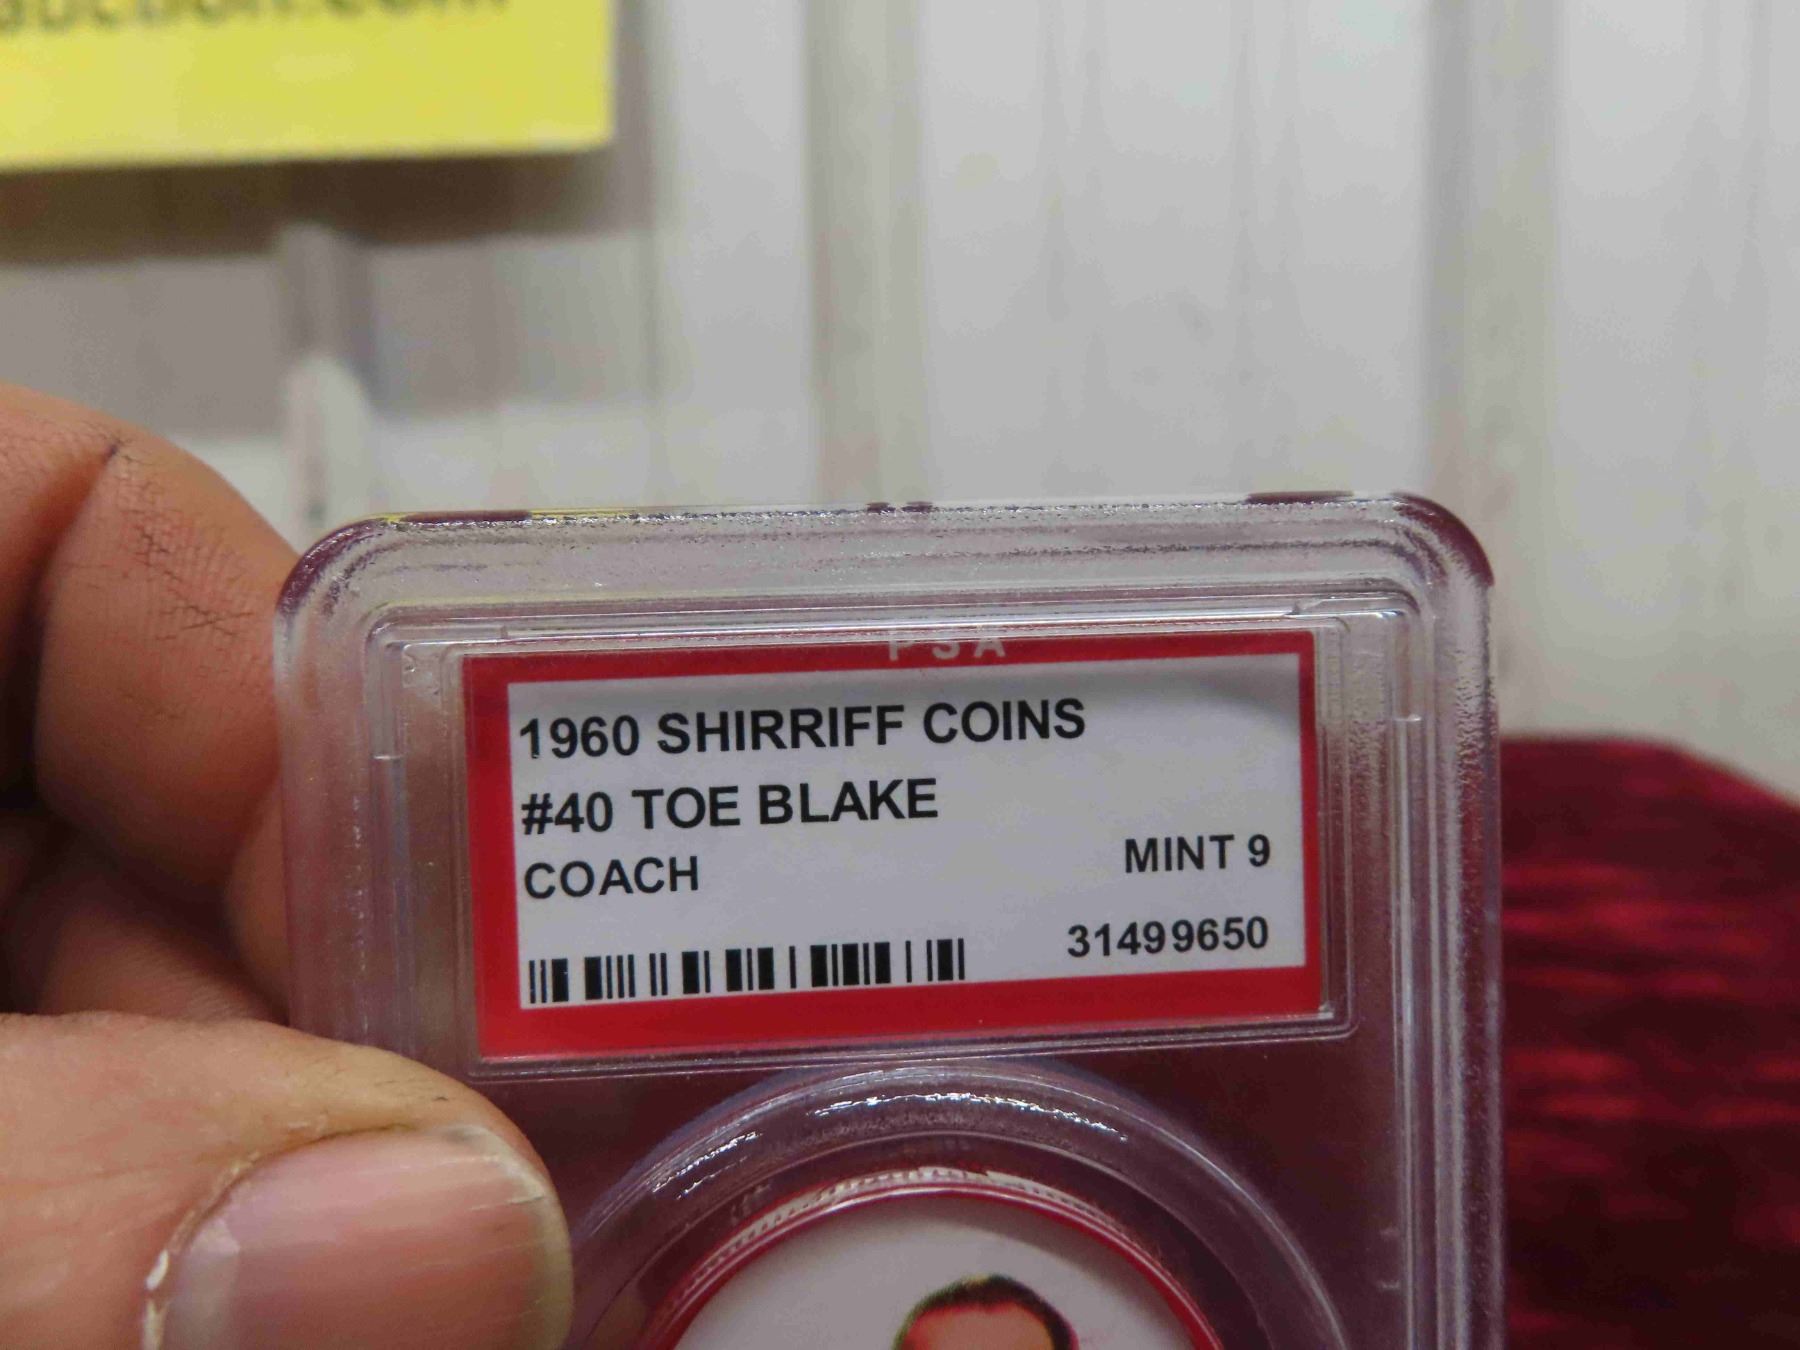 PSA
1960 SHIRRIFF COINS
#40 TOE BLAKE
COACH
MINT 9
31499650